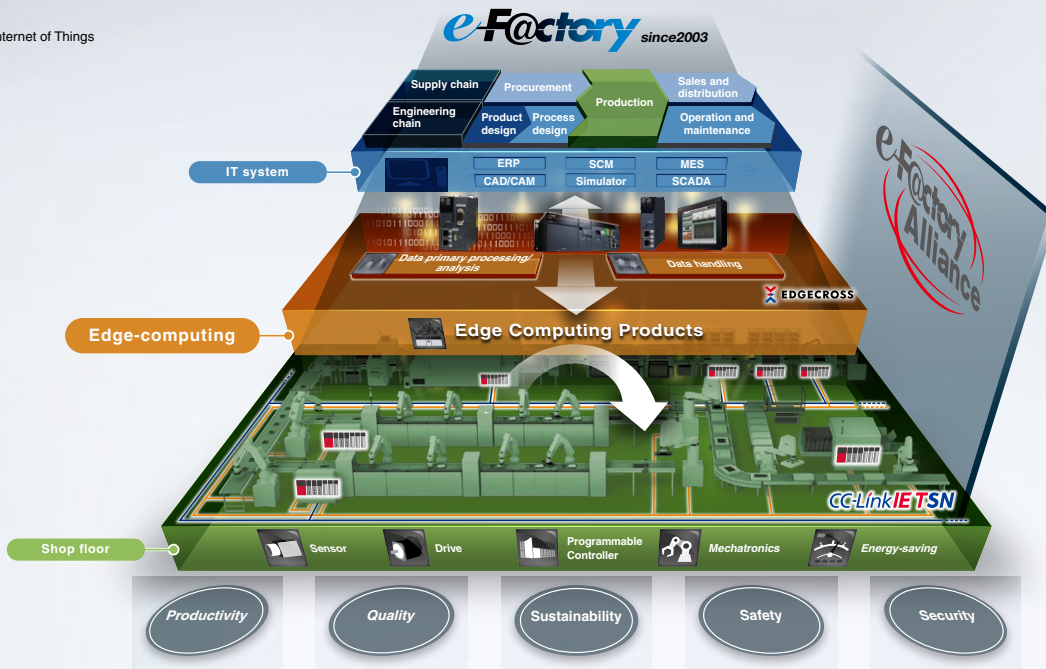 nternet of Things
e-F@ctory since2003
Supply chain
Procurement
Production
Sales and
distribution
Engineering
chain
Product
design
Process
design
Operation and
maintenance
IT system
ERP
SCM
MES
CAD/CAM
Simulator
SCADA
Data primary processing/
analysis
Data handling
EDGECROSS
Edge-computing
Edge Computing Products
e-F@ctory
Alliance
CC-Link IE TSN
Shop floor
Sensor
Drive
Programmable
Controller
Mechatronics
Energy-saving
Productivity
Quality
Sustainability
Safety
Security